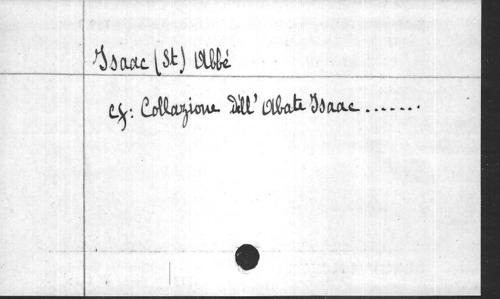 Isaac (St) Abbé
cf: Collazione dell' Abate Isaac .......